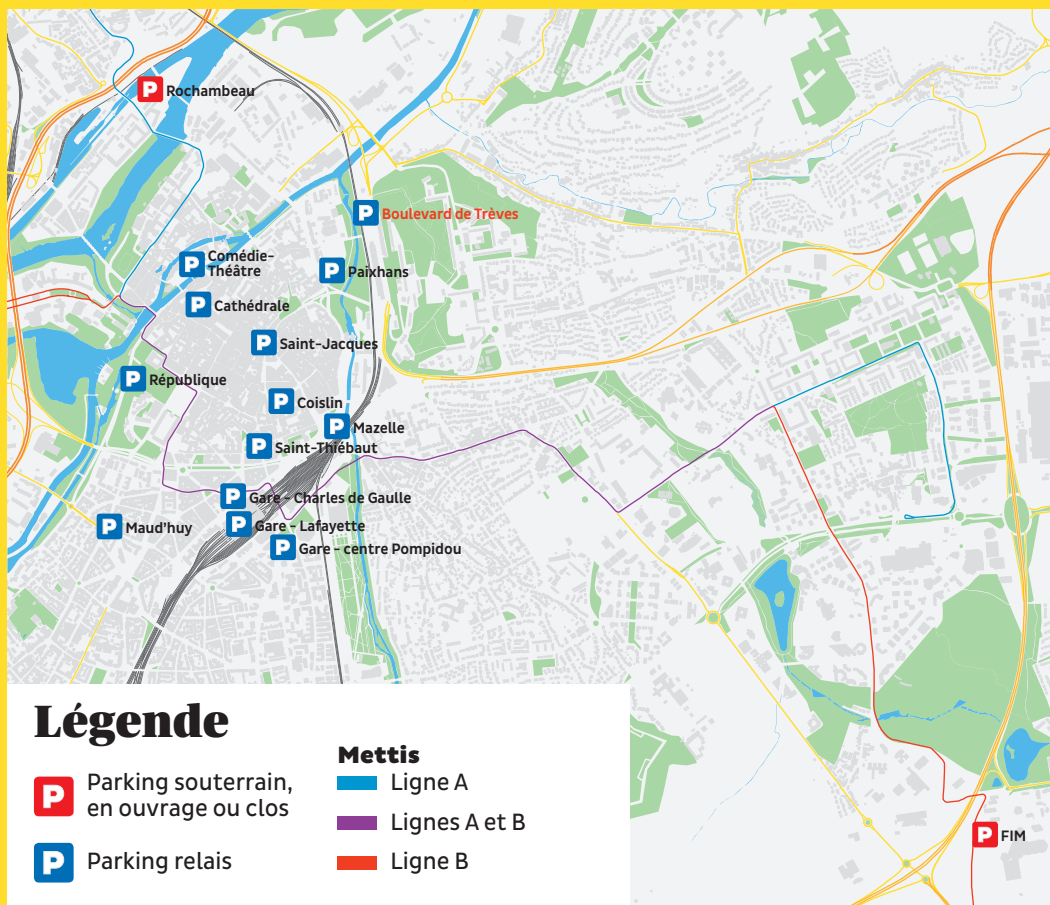 P Rochambeau
P Boulevard de Trèves
P Comédie-
Théâtre
P Paixhans
P Cathédrale
P Saint-Jacques
P République
P Coislin
P Mazelle
P Saint-Thiébaut
P Gare - Charles de Gaulle
P Gare - Lafayette
P Maud'huy
P Gare - centre Pompidou
Légende
P Parking souterrain,
en ouvrage ou clos
P Parking relais
Mettis
Ligne A
Lignes A et B
Ligne B
P FIM